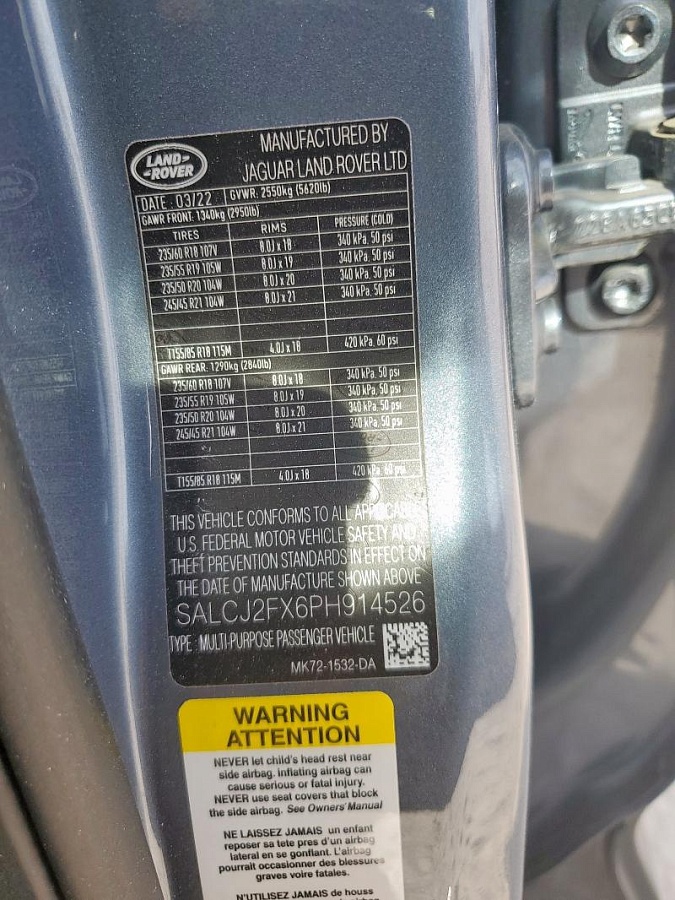 LAND-
ROVER
MANUFACTURED BY
JAGUAR LAND ROVER LTD
DATE : 03/22 GVWR: 2550kg (5620lb)
GAWR FRONT: 1340kg (2950lb)
TIRES RIMS PRESSURE (COLD)
235/60 R18 107V 8.0J x 18 340 kPa, 50 psi
235/55 R19 105W 8.0J x 19 340 kPa, 50 psi
235/50 R20 104W 8.0J x 20 340 kPa, 50 psi
245/45 R21 104W 8.0J x 21 340 kPa, 50 psi
T155/85 R18 115M 4.0J x 18 420 kPa, 60 psi
GAWR REAR: 1290kg (2840lb)
235/60 R18 107V 8.0J x 18 340 kPa, 50 psi
235/55 R19 105W 8.0J x 19 340 kPa, 50 psi
235/50 R20 104W 8.0J x 20 340 kPa, 50 psi
245/45 R21 104W 8.0J x 21 340 kPa, 50 psi
T155/85 R18 115M 4.0J x 18 420 kPa, 60 psi
THIS VEHICLE CONFORMS TO ALL APPLICABLE
U.S. FEDERAL MOTOR VEHICLE SAFETY AND
THEFT PREVENTION STANDARDS IN EFFECT ON
THE DATE OF MANUFACTURE SHOWN ABOVE
SALCJ2FX6PH914526
TYPE : MULTI-PURPOSE PASSENGER VEHICLE
MK72-1532-DA
WARNING
ATTENTION
NEVER let child's head rest near
side airbag. inflating airbag can
cause serious or fatal injury.
NEVER use seat covers that block
the side airbag. See Owners' Manual
NE LAISSEZ JAMAIS un enfant
reposer sa tete pres d'un airbag
lateral en se gonflant. L'airbag
pourrait occasionner des blessures
graves voire fatales.
N'UTILISEZ JAMAIS de houss